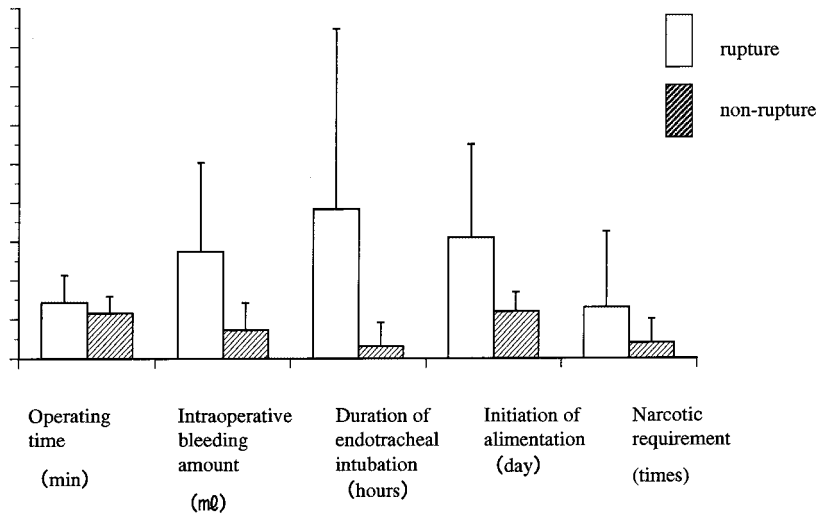 rupture
non-rupture
Operating
time
(min)
Intraoperative
bleeding
amount
(mℓ)
Duration of
endotracheal
intubation
(hours)
Initiation of
alimentation
(day)
Narcotic
requirement
(times)